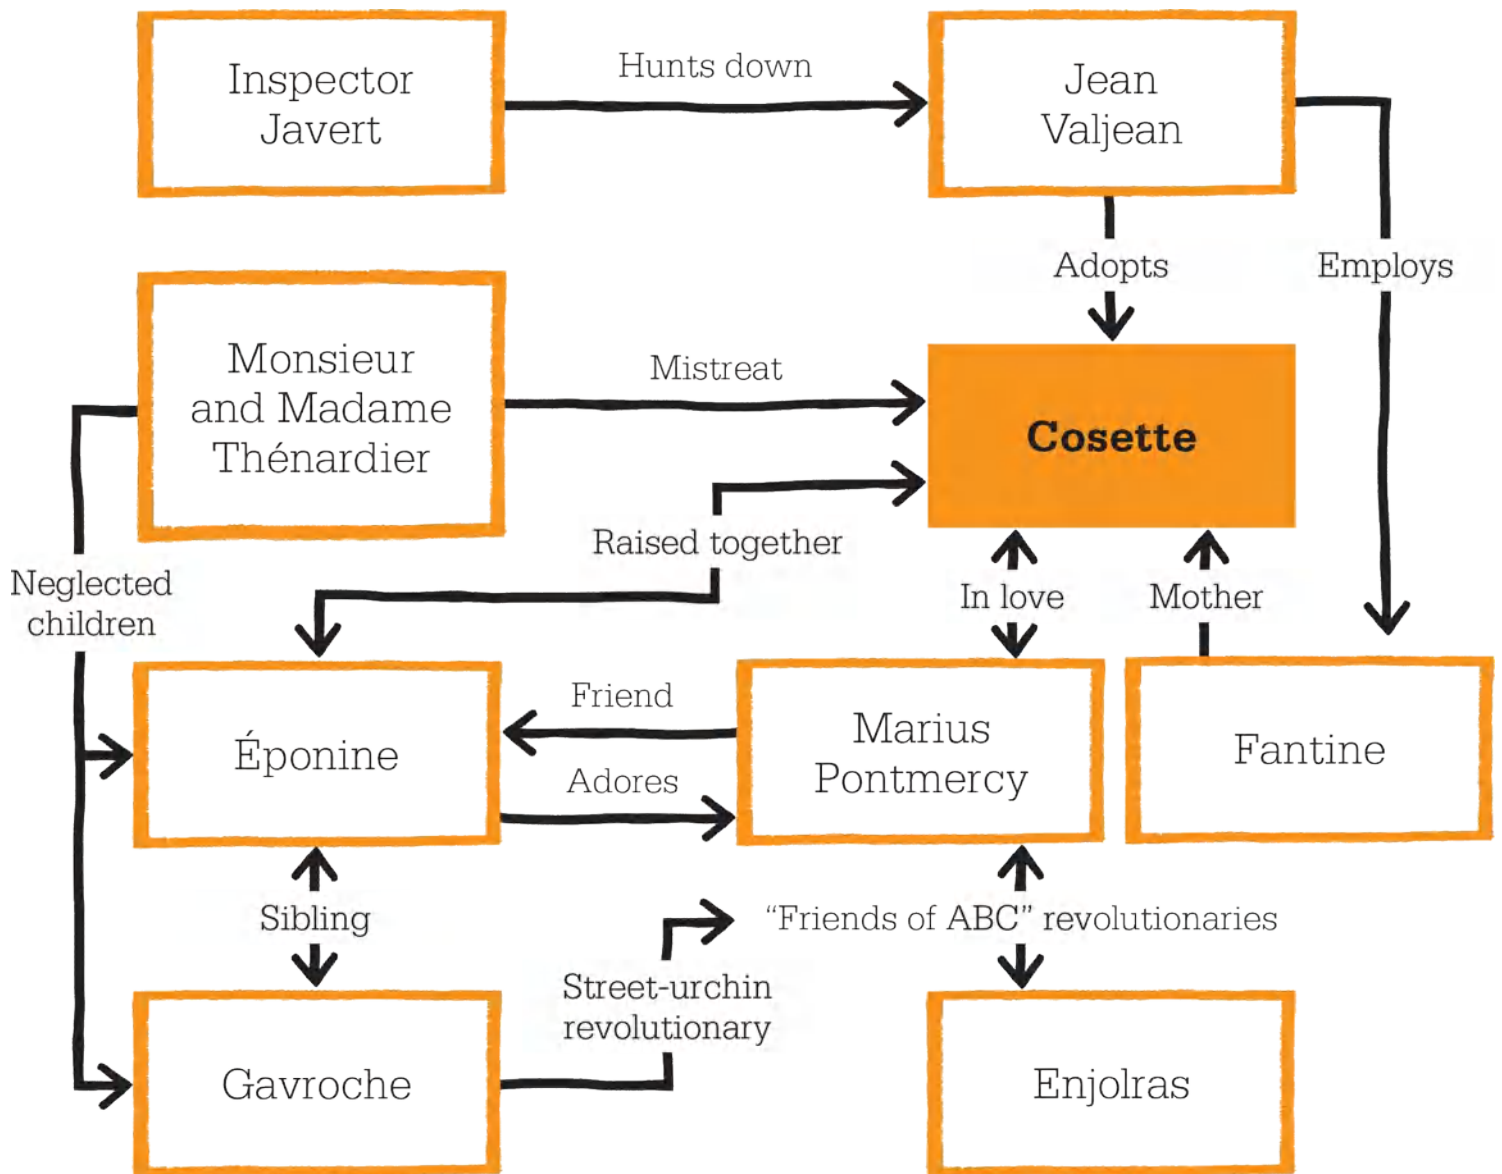 Inspector
Javert
Hunts down
Jean
Valjean
Adopts
Employs
Monsieur
and Madame
Thénardier
Mistreat
Cosette
Raised together
Neglected
children
In love
Mother
Éponine
Friend
Adores
Marius
Pontmercy
Fantine
Sibling
“Friends of ABC” revolutionaries
Street-urchin
revolutionary
Gavroche
Enjolras